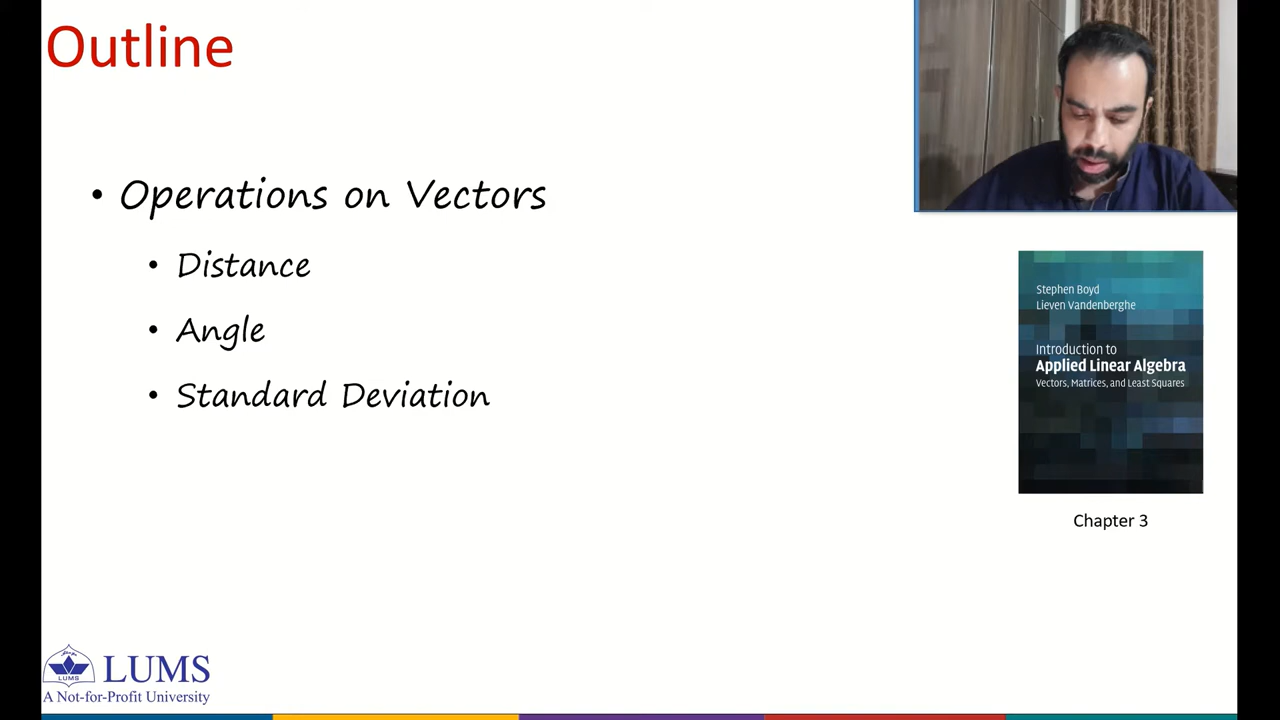 Outline
• Operations on Vectors
• Distance
• Angle
• Standard Deviation
Stephen Boyd
Lieven Vandenberghe
Introduction to
Applied Linear Algebra
Vectors, Matrices, and Least Squares
Chapter 3
LUMS
LUMS
A Not-for-Profit University